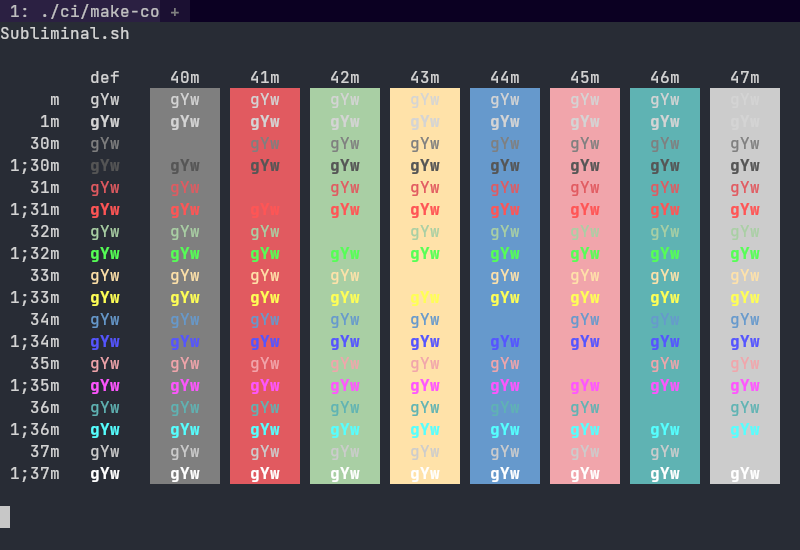 1: ./ci/make-co +
Subliminal.sh
def 40m 41m 42m 43m 44m 45m 46m 47m
m gYw gYw gYw gYw gYw gYw gYw gYw gYw
1m gYw gYw gYw gYw gYw gYw gYw gYw gYw
30m gYw gYw gYw gYw gYw gYw gYw gYw
1;30m gYw gYw gYw gYw gYw gYw gYw gYw gYw
31m gYw gYw gYw gYw gYw gYw gYw gYw
1;31m gYw gYw gYw gYw gYw gYw gYw gYw gYw
32m gYw gYw gYw gYw gYw gYw gYw gYw
1;32m gYw gYw gYw gYw gYw gYw gYw gYw gYw
33m gYw gYw gYw gYw gYw gYw gYw gYw
1;33m gYw gYw gYw gYw gYw gYw gYw gYw gYw
34m gYw gYw gYw gYw gYw gYw gYw gYw
1;34m gYw gYw gYw gYw gYw gYw gYw gYw gYw
35m gYw gYw gYw gYw gYw gYw gYw gYw
1;35m gYw gYw gYw gYw gYw gYw gYw gYw gYw
36m gYw gYw gYw gYw gYw gYw gYw gYw
1;36m gYw gYw gYw gYw gYw gYw gYw gYw gYw
37m gYw gYw gYw gYw gYw gYw gYw gYw
1;37m gYw gYw gYw gYw gYw gYw gYw gYw gYw